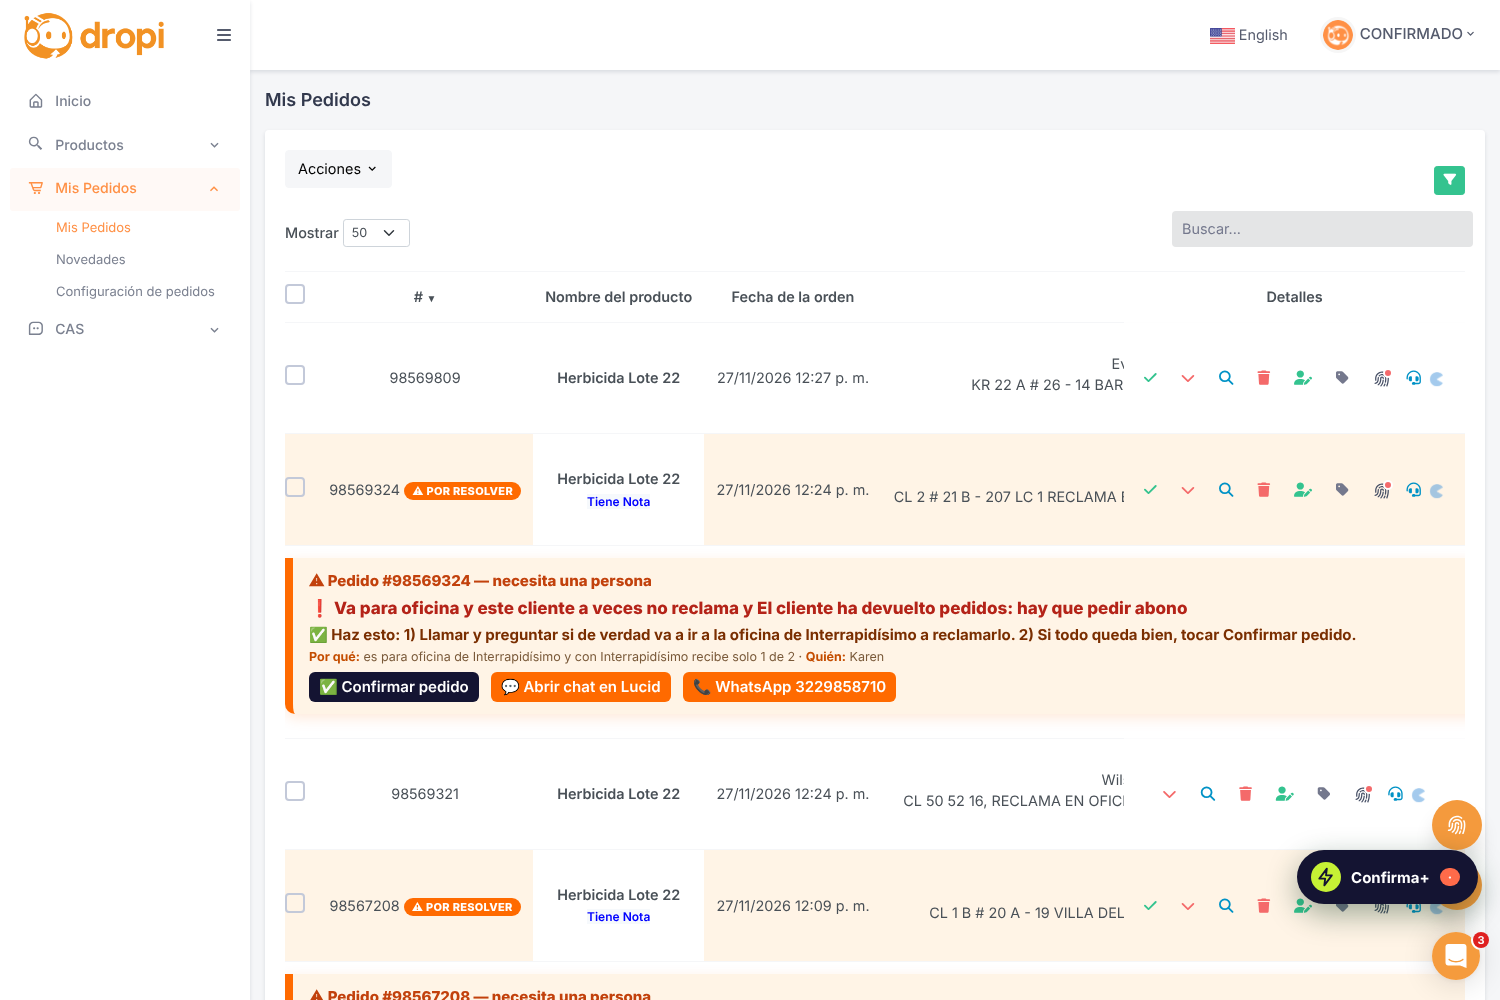 dropi
English
CONFIRMADO
Inicio
Productos
Mis Pedidos
Mis Pedidos
Novedades
Configuración de pedidos
CAS
Mis Pedidos
Acciones
Mostrar 50
Buscar...
# ▼ Nombre del producto Fecha de la orden Detalles
98569809 Herbicida Lote 22 27/11/2026 12:27 p. m.
KR 22 A # 26 - 14 BAR
98569324 ⚠ POR RESOLVER Herbicida Lote 22 27/11/2026 12:24 p. m.
Tiene Nota
CL 2 # 21 B - 207 LC 1 RECLAMA E
⚠ Pedido #98569324 — necesita una persona
❗ Va para oficina y este cliente a veces no reclama y El cliente ha devuelto pedidos: hay que pedir abono
✅ Haz esto: 1) Llamar y preguntar si de verdad va a ir a la oficina de Interrapidísimo a reclamarlo. 2) Si todo queda bien, tocar Confirmar pedido.
Por qué: es para oficina de Interrapidísimo y con Interrapidísimo recibe solo 1 de 2 · Quién: Karen
✅ Confirmar pedido 💬 Abrir chat en Lucid 📞 WhatsApp 3229858710
98569321 Herbicida Lote 22 27/11/2026 12:24 p. m.
Wil
CL 50 52 16, RECLAMA EN OFICI
98567208 ⚠ POR RESOLVER Herbicida Lote 22 27/11/2026 12:09 p. m.
Tiene Nota
CL 1 B # 20 A - 19 VILLA DEL
Confirma+
3
⚠ Pedido #98567208 — necesita una persona